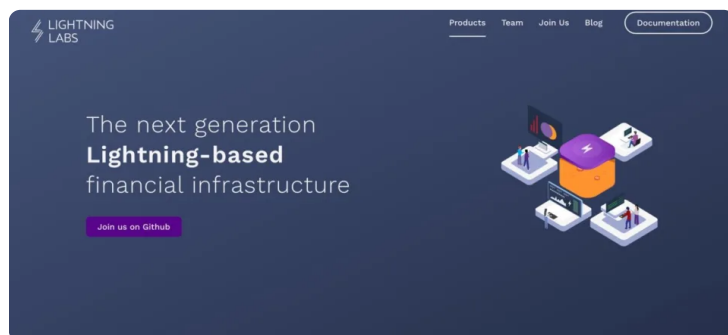 LIGHTNING
LABS
Products Team Join Us Blog Documentation
The next generation
Lightning-based
financial infrastructure
Join us on Github